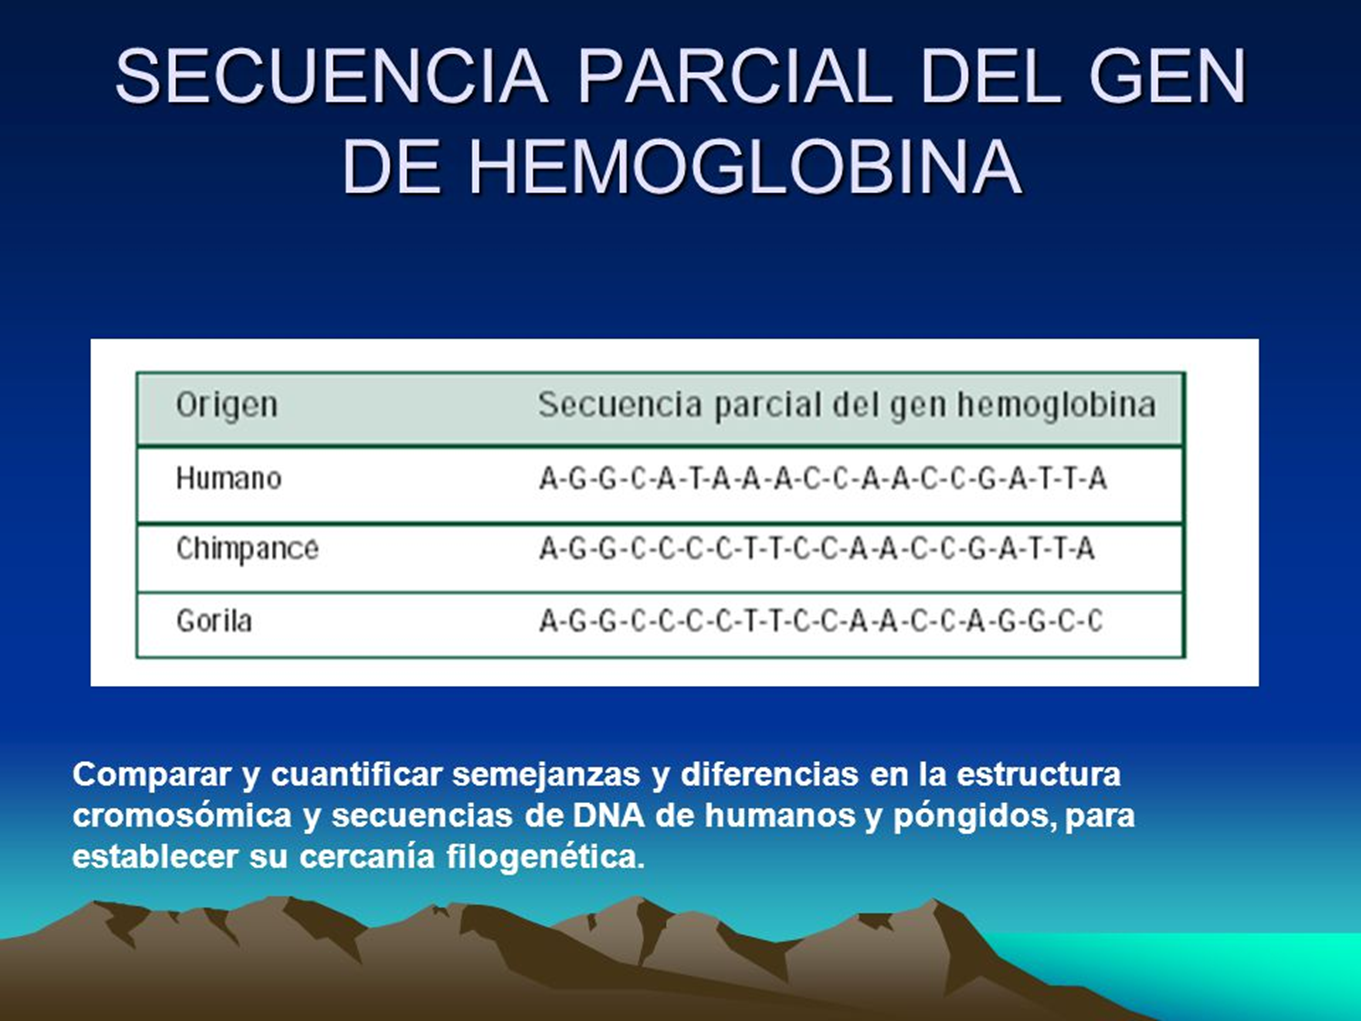 SECUENCIA PARCIAL DEL GEN
DE HEMOGLOBINA
Origen Secuencia parcial del gen hemoglobina
Humano A-G-G-C-A-T-A-A-A-C-C-A-A-C-C-G-A-T-T-A
Chimpancé A-G-G-C-C-C-C-T-T-C-C-A-A-C-C-G-A-T-T-A
Gorila A-G-G-C-C-C-C-T-T-C-C-A-A-C-C-A-G-G-C-C
Comparar y cuantificar semejanzas y diferencias en la estructura
cromosómica y secuencias de DNA de humanos y póngidos, para
establecer su cercanía filogenética.